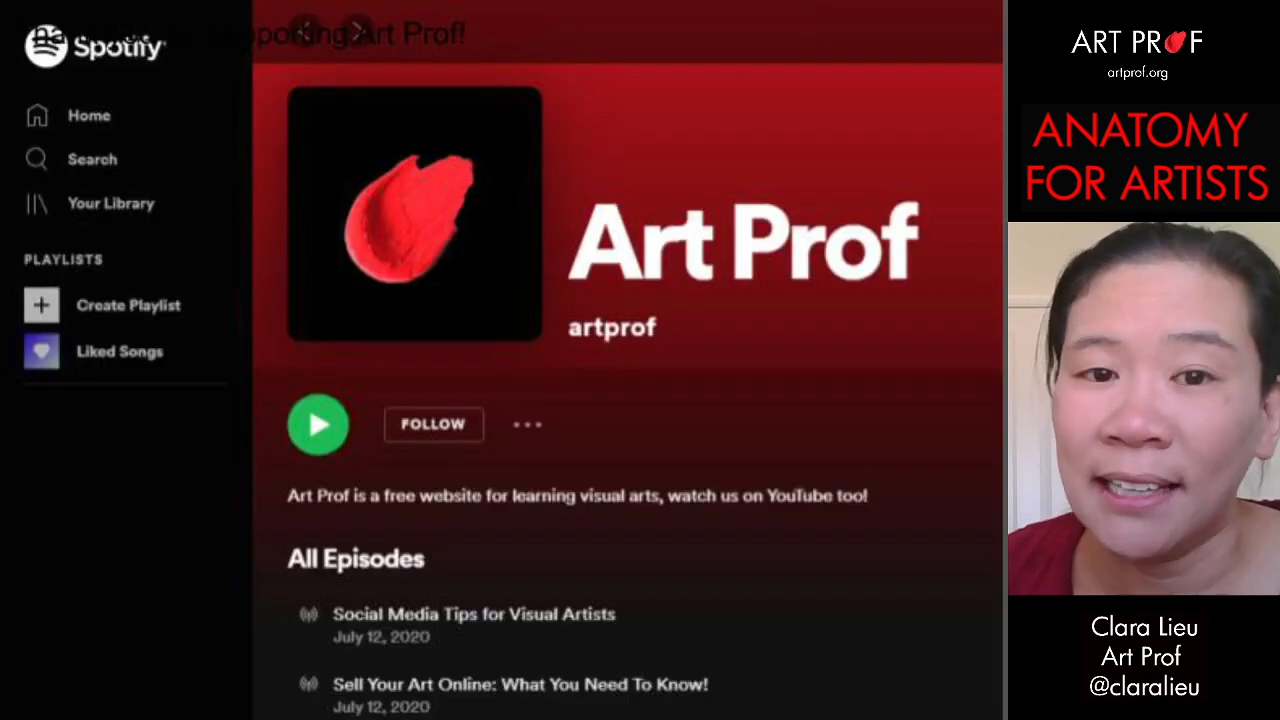 supporting Art Prof!
Spotify
Home
Search
Your Library
PLAYLISTS
Create Playlist
Liked Songs
Art Prof
artprof
FOLLOW
Art Prof is a free website for learning visual arts, watch us on YouTube too!
All Episodes
Social Media Tips for Visual Artists
July 12, 2020
Sell Your Art Online: What You Need To Know!
July 12, 2020
ART PROF
artprof.org
ANATOMY
FOR ARTISTS
Clara Lieu
Art Prof
@claralieu